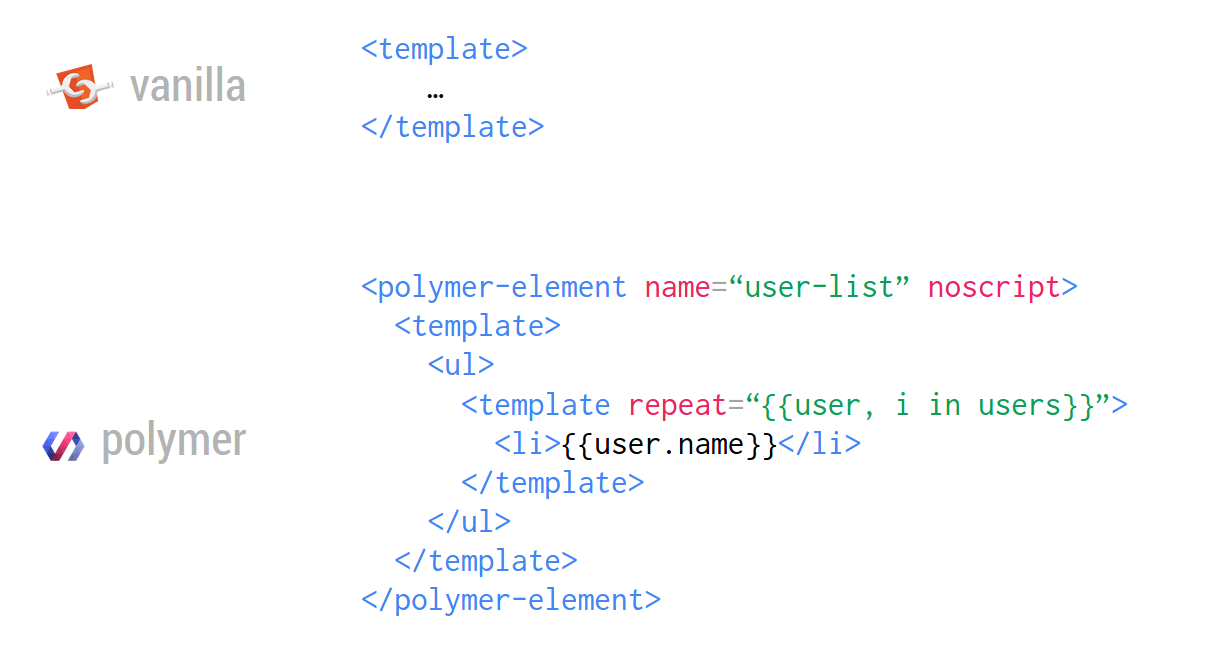 vanilla
<template>
    …
</template>
polymer
<polymer-element name=“user-list” noscript>
  <template>
    <ul>
      <template repeat=“{{user, i in users}}”>
        <li>{{user.name}}</li>
      </template>
    </ul>
  </template>
</polymer-element>